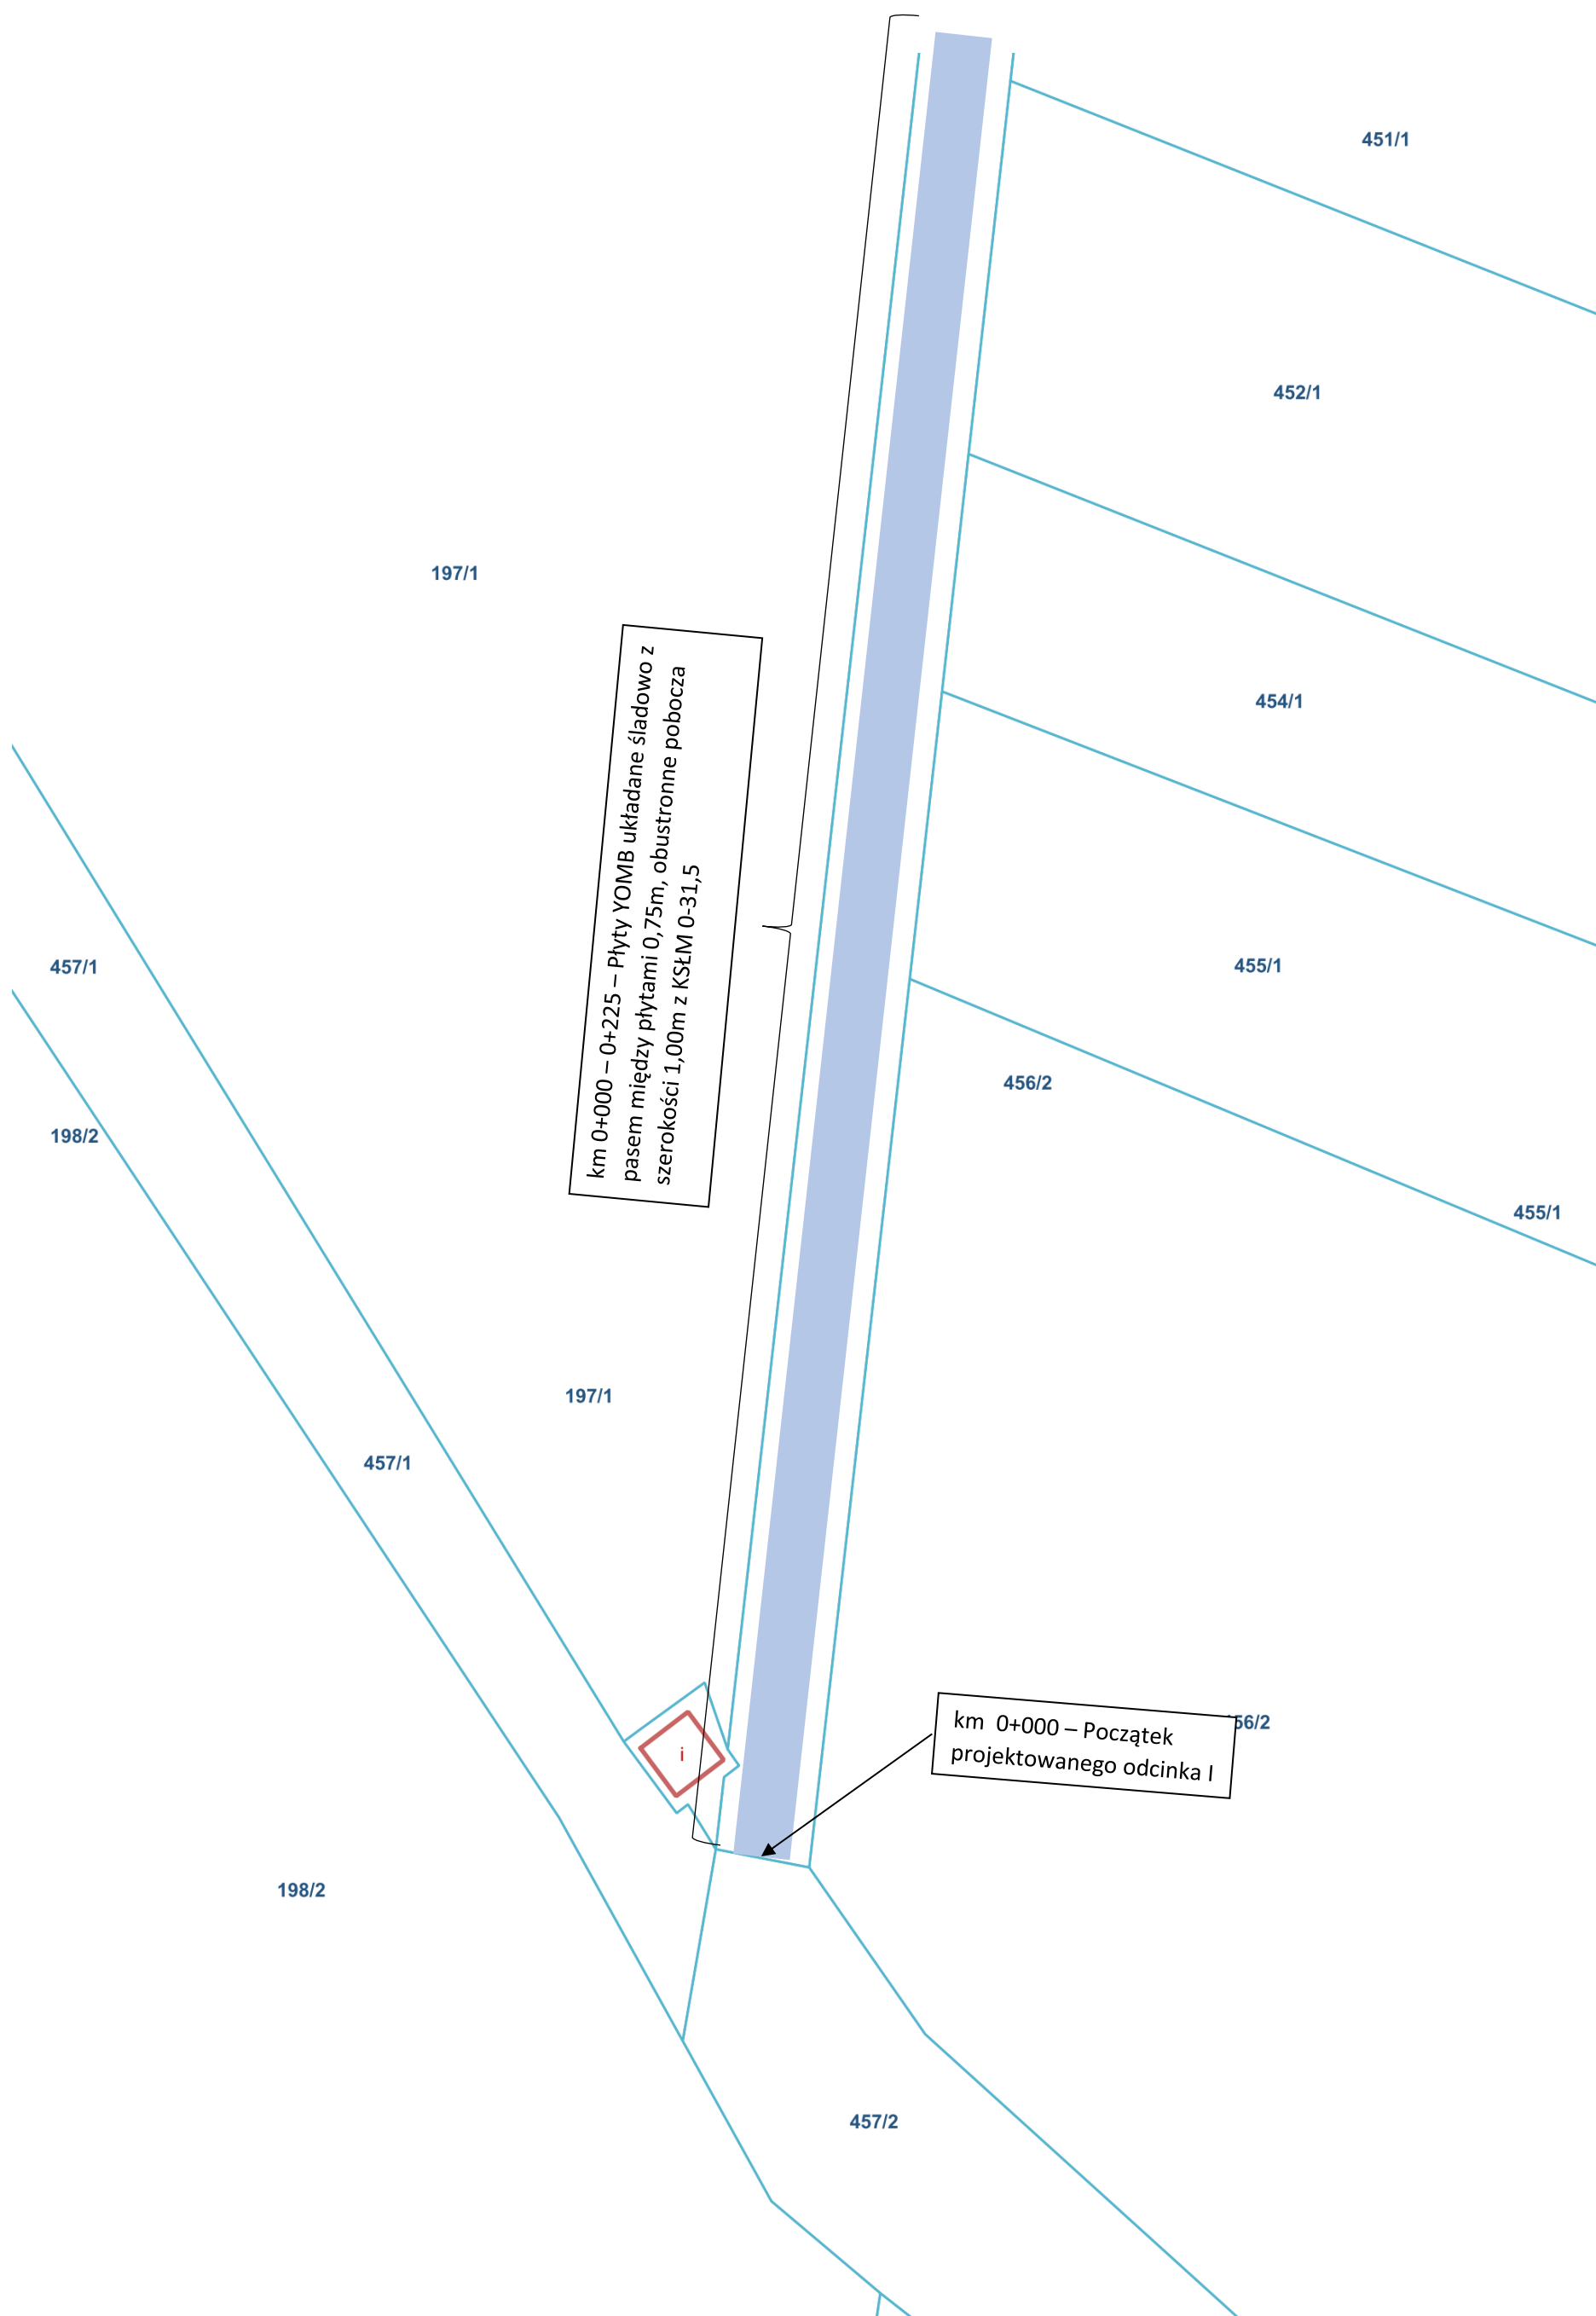 451/1
452/1
197/1
km 0+000 – 0+225 – Płyty YOMB układane śladowo z
pasem między płytami 0,75m, obustronne pobocza
szerokości 1,00m z KSŁM 0-31,5
454/1
457/1
455/1
456/2
198/2
455/1
197/1
457/1
km 0+000 – Początek
projektowanego odcinka I
56/2
i
198/2
457/2